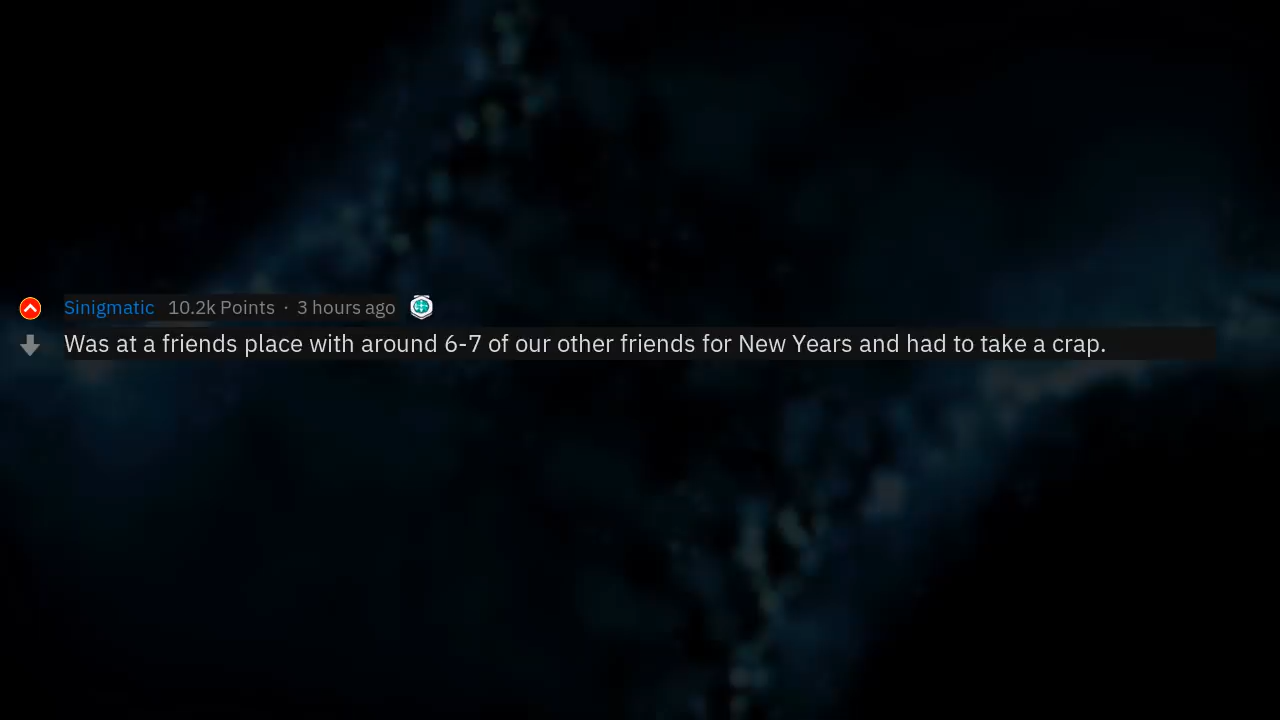 Sinigmatic 10.2k Points · 3 hours ago
Was at a friends place with around 6-7 of our other friends for New Years and had to take a crap.